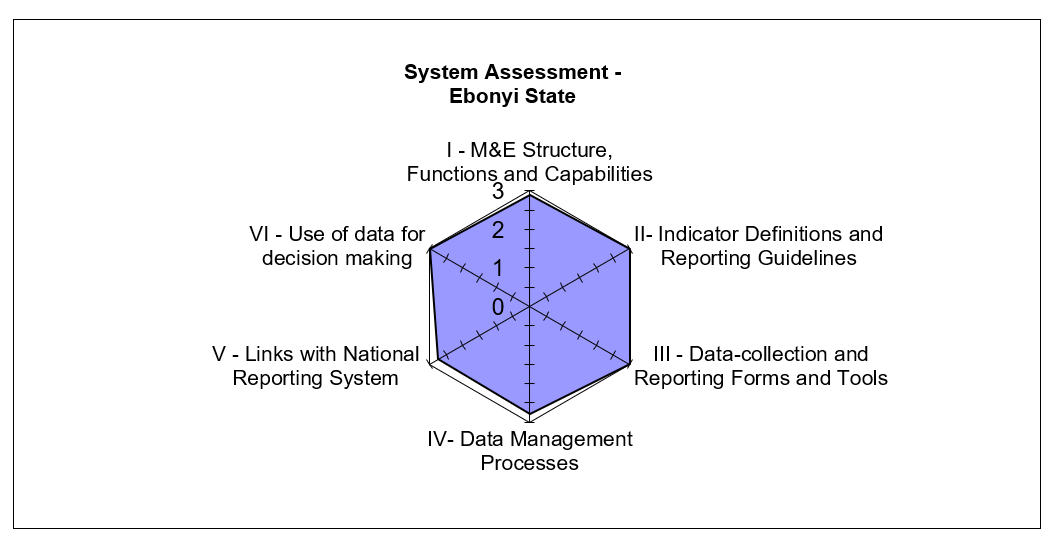 System Assessment -
Ebonyi State
I - M&E Structure,
Functions and Capabilities
3
2
1
0
II- Indicator Definitions and
Reporting Guidelines
III - Data-collection and
Reporting Forms and Tools
IV- Data Management
Processes
V - Links with National
Reporting System
VI - Use of data for
decision making